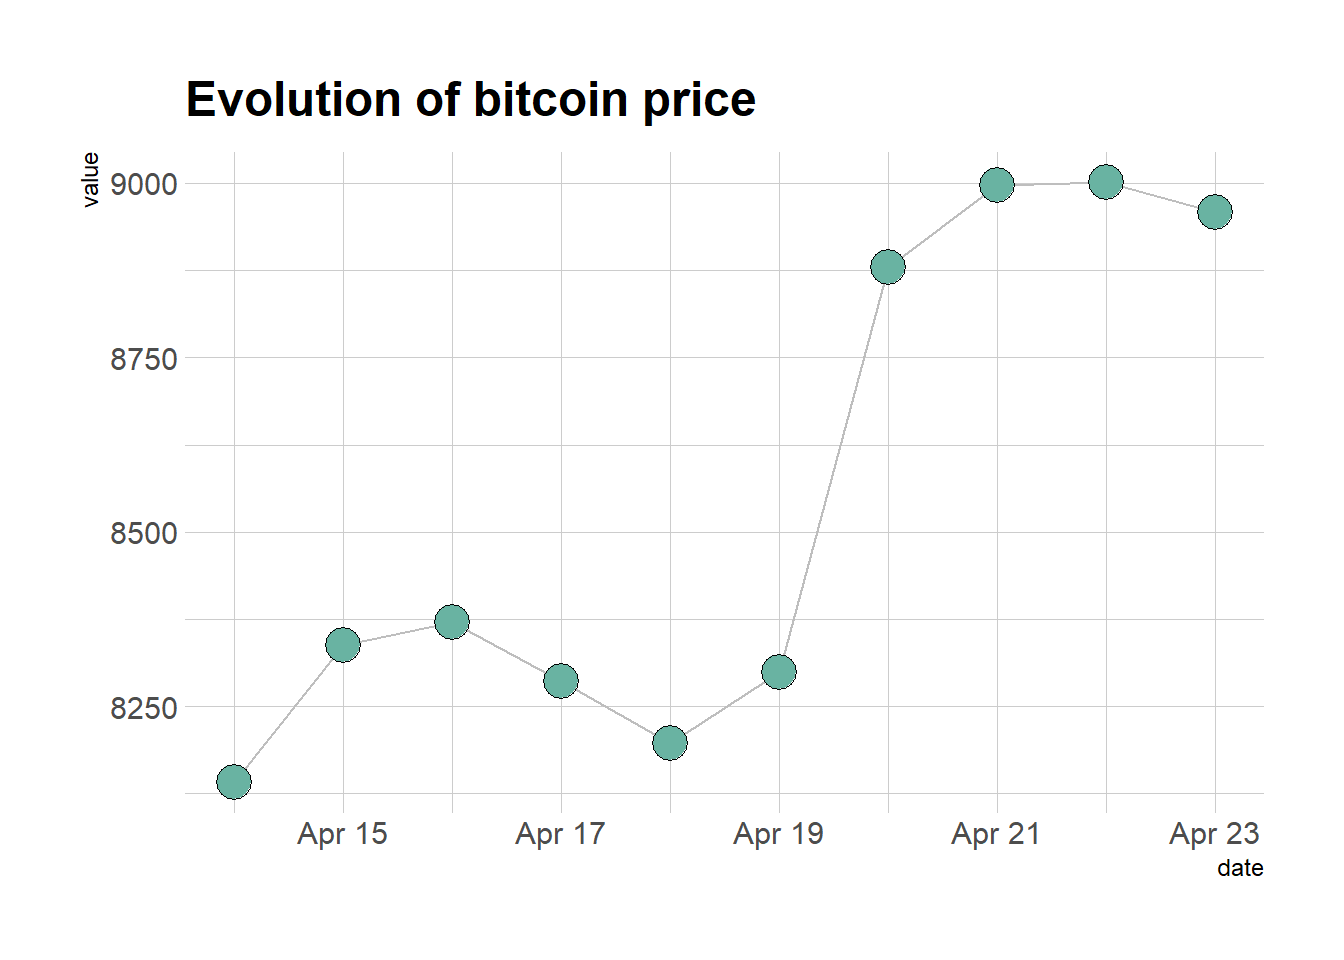 Evolution of bitcoin price
value
9000
8750
8500
8250
Apr 15 Apr 17 Apr 19 Apr 21 Apr 23
date